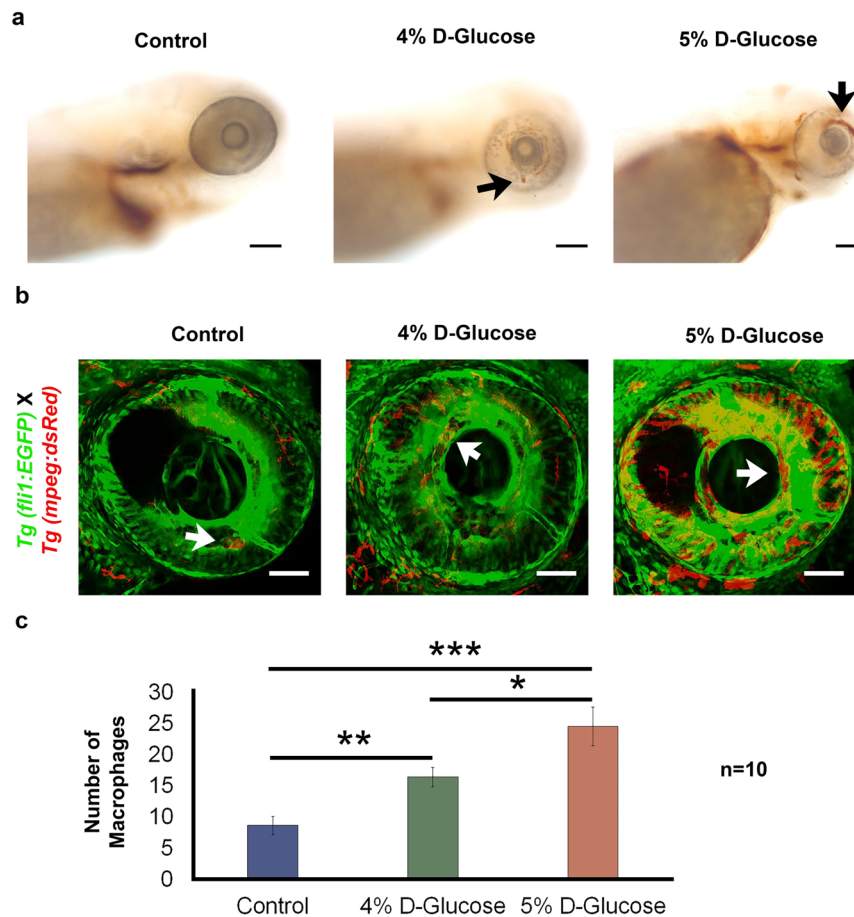 a
Control
4% D-Glucose
5% D-Glucose
b
Control
4% D-Glucose
5% D-Glucose
Tg (fli1:EGFP) X
Tg (mpeg:dsRed)
c
***
*
**
30
25
20
15
10
5
0
Number of
Macrophages
n=10
Control
4% D-Glucose
5% D-Glucose